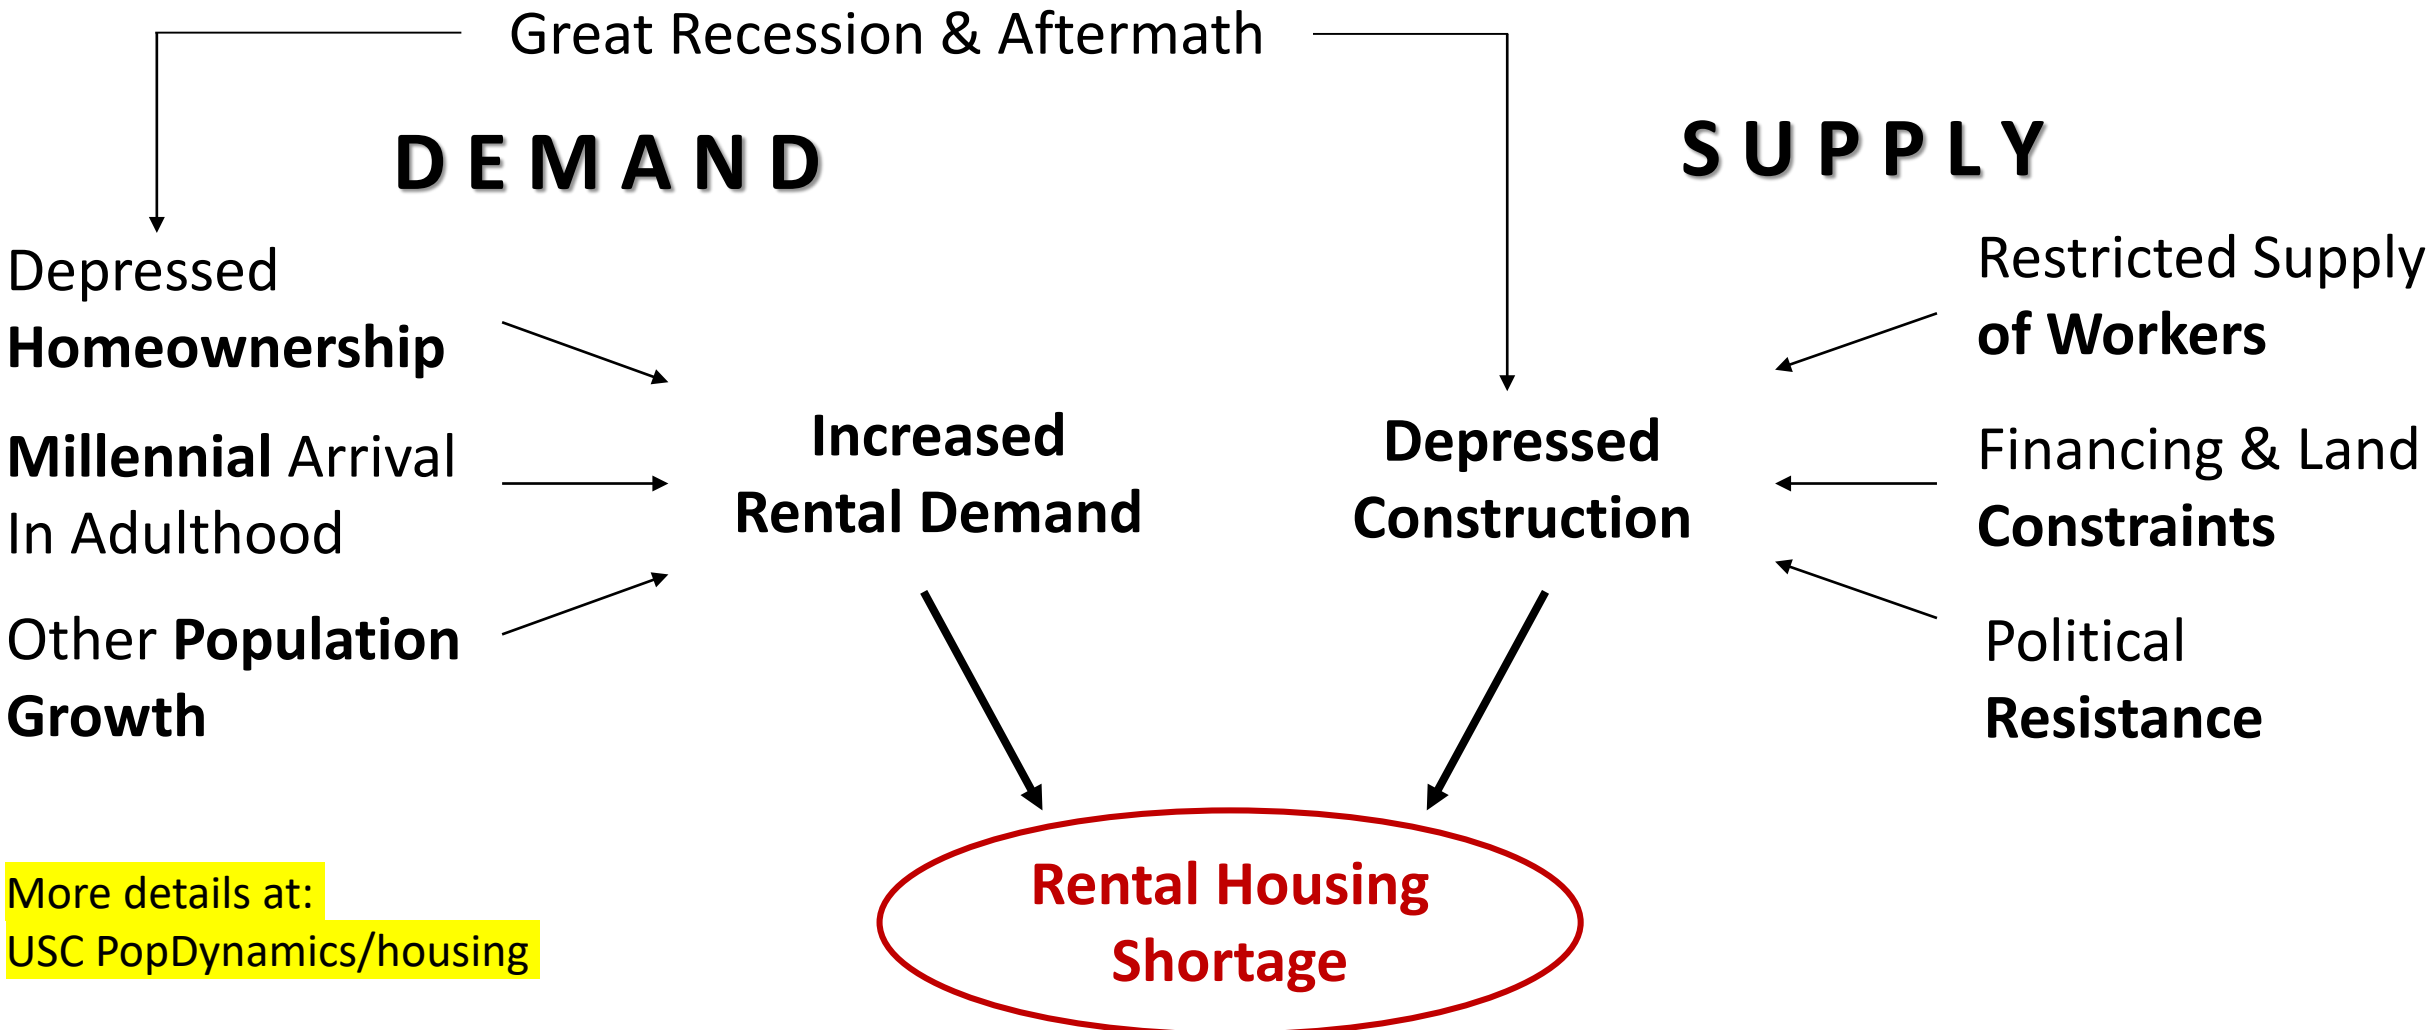 Great Recession & Aftermath
DEMAND
SUPPLY
Depressed
Homeownership
Millennial Arrival
In Adulthood
Other Population
Growth
Increased
Rental Demand
Depressed
Construction
Restricted Supply
of Workers
Financing & Land
Constraints
Political
Resistance
Rental Housing
Shortage
More details at:
USC PopDynamics/housing